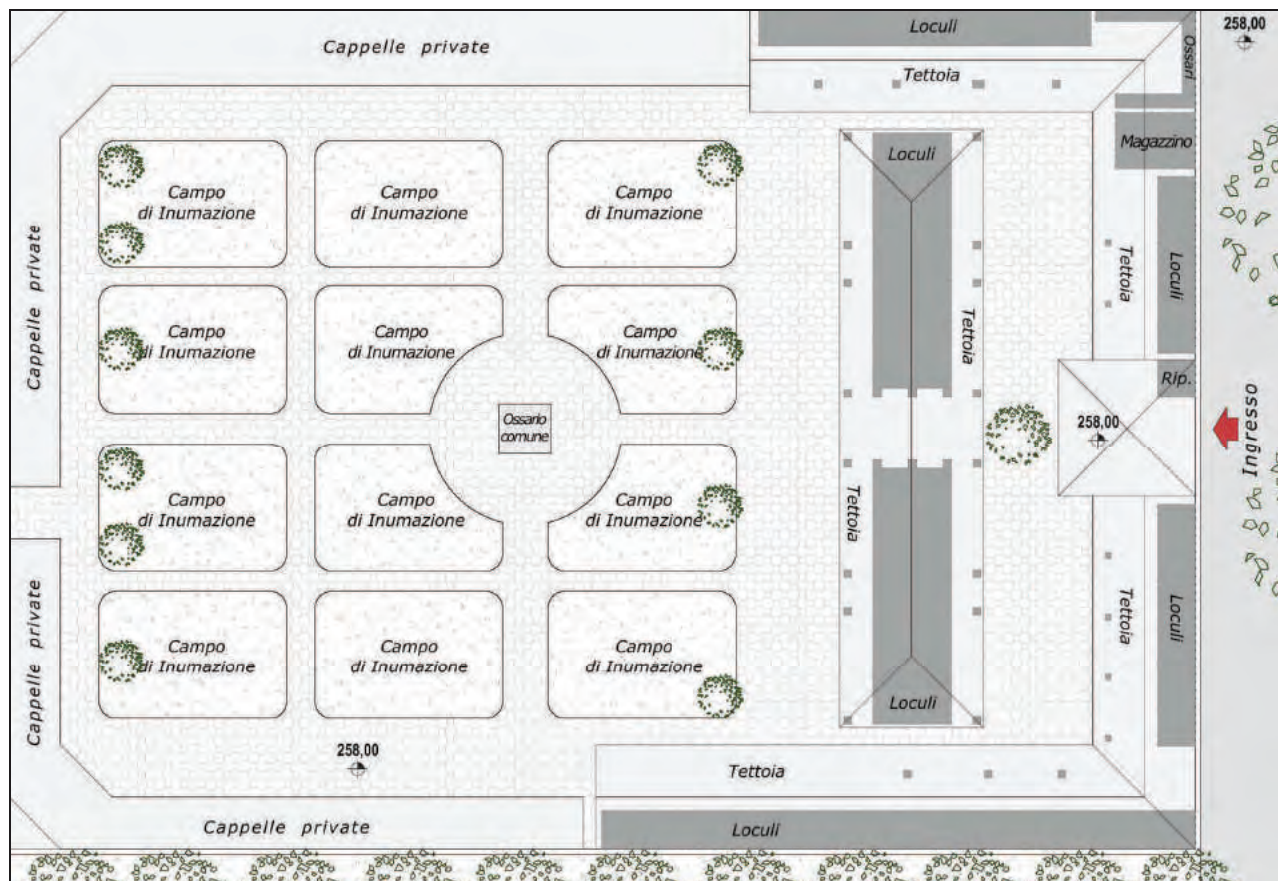 Loculi
258,00
Cappelle private
Ossari
Tettoia
Magazzino
Loculi
Campo
di Inumazione
Campo
di Inumazione
Campo
di Inumazione
Cappelle private
Tettoia
Loculi
Tettoia
Campo
di Inumazione
Campo
di Inumazione
Campo
di Inumazione
Rip.
Ossario
comune
258,00
Ingresso
Campo
di Inumazione
Campo
di Inumazione
Campo
di Inumazione
Tettoia
Tettoia
Loculi
Cappelle private
Campo
di Inumazione
Campo
di Inumazione
Campo
di Inumazione
Loculi
258,00
Tettoia
Cappelle private
Loculi